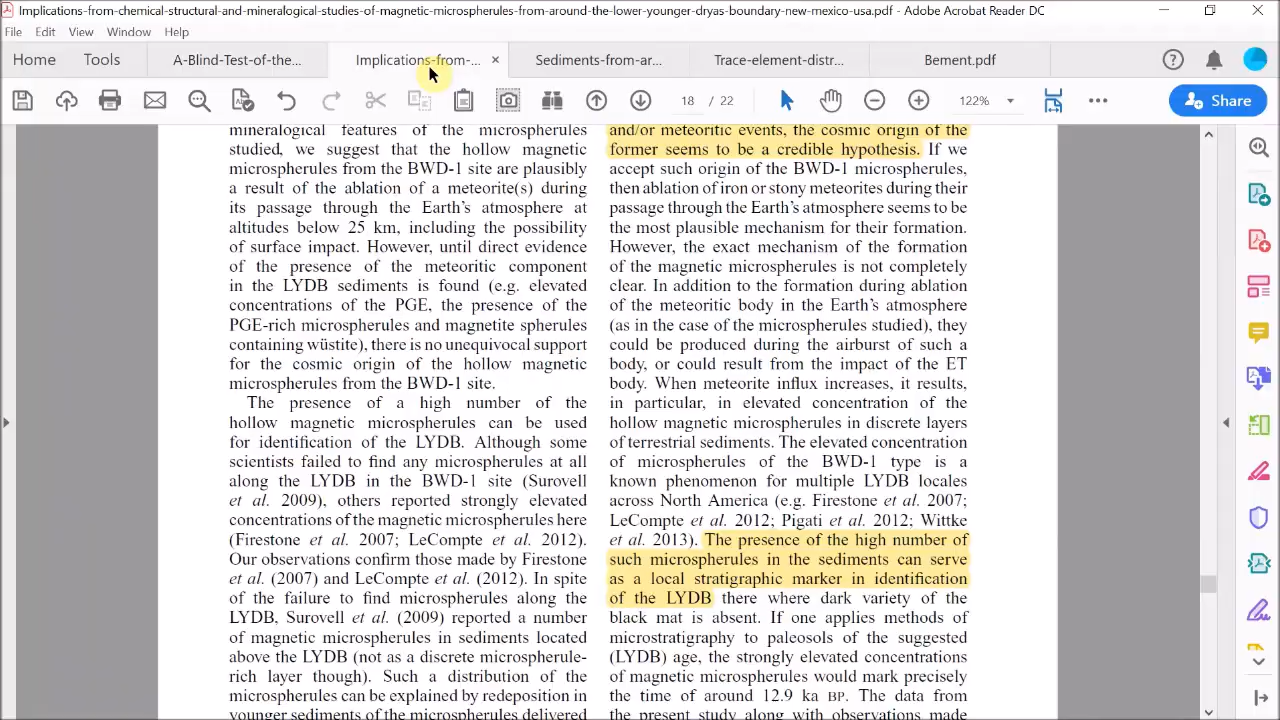 Implications-from-chemical-structural-and-mineralogical-studies-of-magnetic-microspherules-from-around-the-lower-younger-dryas-boundary-new-mexico-usa.pdf - Adobe Acrobat Reader DC
File Edit View Window Help
Home Tools A-Blind-Test-of-the... Implications-from-... × Sediments-from-ar... Trace-element-distr... Bement.pdf
18 / 22 122% Share
mineralogical features of the microspherules
studied, we suggest that the hollow magnetic
microspherules from the BWD-1 site are plausibly
a result of the ablation of a meteorite(s) during
its passage through the Earth's atmosphere at
altitudes below 25 km, including the possibility
of surface impact. However, until direct evidence
of the presence of the meteoritic component
in the LYDB sediments is found (e.g. elevated
concentrations of the PGE, the presence of the
PGE-rich microspherules and magnetite spherules
containing wüstite), there is no unequivocal support
for the cosmic origin of the hollow magnetic
microspherules from the BWD-1 site.
The presence of a high number of the
hollow magnetic microspherules can be used
for identification of the LYDB. Although some
scientists failed to find any microspherules at all
along the LYDB in the BWD-1 site (Surovell
et al. 2009), others reported strongly elevated
concentrations of the magnetic microspherules here
(Firestone et al. 2007; LeCompte et al. 2012).
Our observations confirm those made by Firestone
et al. (2007) and LeCompte et al. (2012). In spite
of the failure to find microspherules along the
LYDB, Surovell et al. (2009) reported a number
of magnetic microspherules in sediments located
above the LYDB (not as a discrete microspherule-
rich layer though). Such a distribution of the
microspherules can be explained by redeposition in
younger sediments of the microspherules delivered
and/or meteoritic events, the cosmic origin of the
former seems to be a credible hypothesis. If we
accept such origin of the BWD-1 microspherules,
then ablation of iron or stony meteorites during their
passage through the Earth's atmosphere seems to be
the most plausible mechanism for their formation.
However, the exact mechanism of the formation
of the magnetic microspherules is not completely
clear. In addition to the formation during ablation
of the meteoritic body in the Earth's atmosphere
(as in the case of the microspherules studied), they
could be produced during the airburst of such a
body, or could result from the impact of the ET
body. When meteorite influx increases, it results,
in particular, in elevated concentration of the
hollow magnetic microspherules in discrete layers
of terrestrial sediments. The elevated concentration
of microspherules of the BWD-1 type is a
known phenomenon for multiple LYDB locales
across North America (e.g. Firestone et al. 2007;
LeCompte et al. 2012; Pigati et al. 2012; Wittke
et al. 2013). The presence of the high number of
such microspherules in the sediments can serve
as a local stratigraphic marker in identification
of the LYDB there where dark variety of the
black mat is absent. If one applies methods of
microstratigraphy to paleosols of the suggested
(LYDB) age, the strongly elevated concentrations
of magnetic microspherules would mark precisely
the time of around 12.9 ka BP. The data from
the present study along with observations made